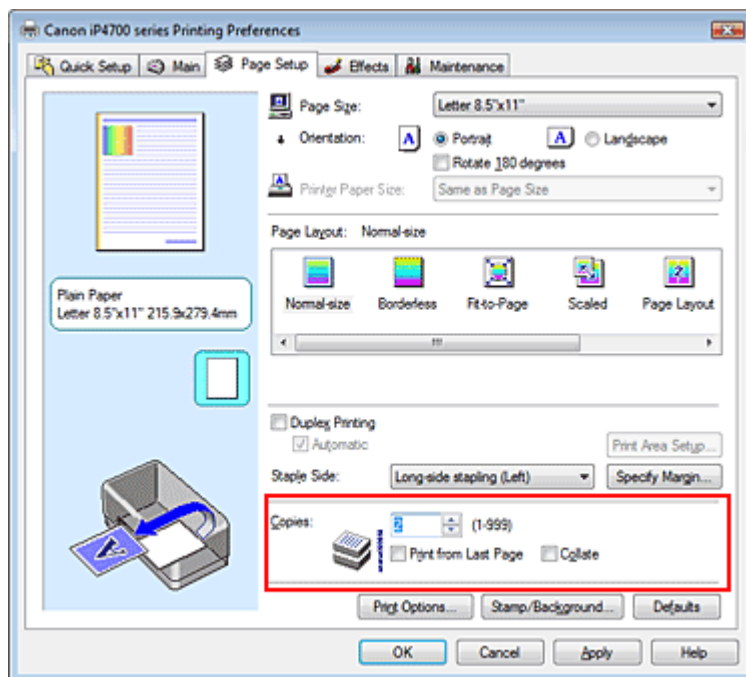 Canon iP4700 series Printing Preferences
Quick Setup Main Page Setup Effects Maintenance
Page Size: Letter 8.5"x11"
Orientation: A Portrait A Landscape
Rotate 180 degrees
Printer Paper Size: Same as Page Size
Page Layout: Normal-size
Normal-size Borderless Fit-to-Page Scaled Page Layout
Plain Paper
Letter 8.5"x11" 215.9x279.4mm
Duplex Printing
Automatic Print Area Setup...
Staple Side: Long-side stapling (Left) Specify Margin...
Copies: 2 (1-999)
Print from Last Page Collate
Print Options... Stamp/Background... Defaults
OK Cancel Apply Help